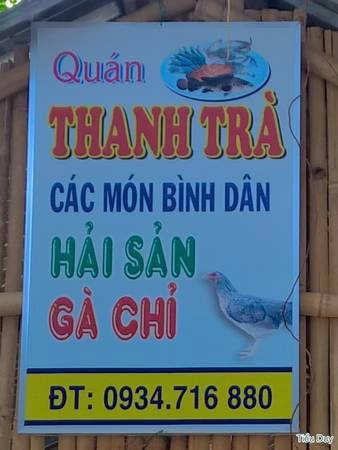 Quán
THANH TRÀ
CÁC MÓN BÌNH DÂN
HẢI SẢN
GÀ CHỈ
ĐT: 0934.716 880
Tiểu Duy